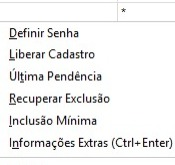 *
Definir Senha
Liberar Cadastro
Última Pendência
Recuperar Exclusão
Inclusão Mínima
Informações Extras (Ctrl+Enter)